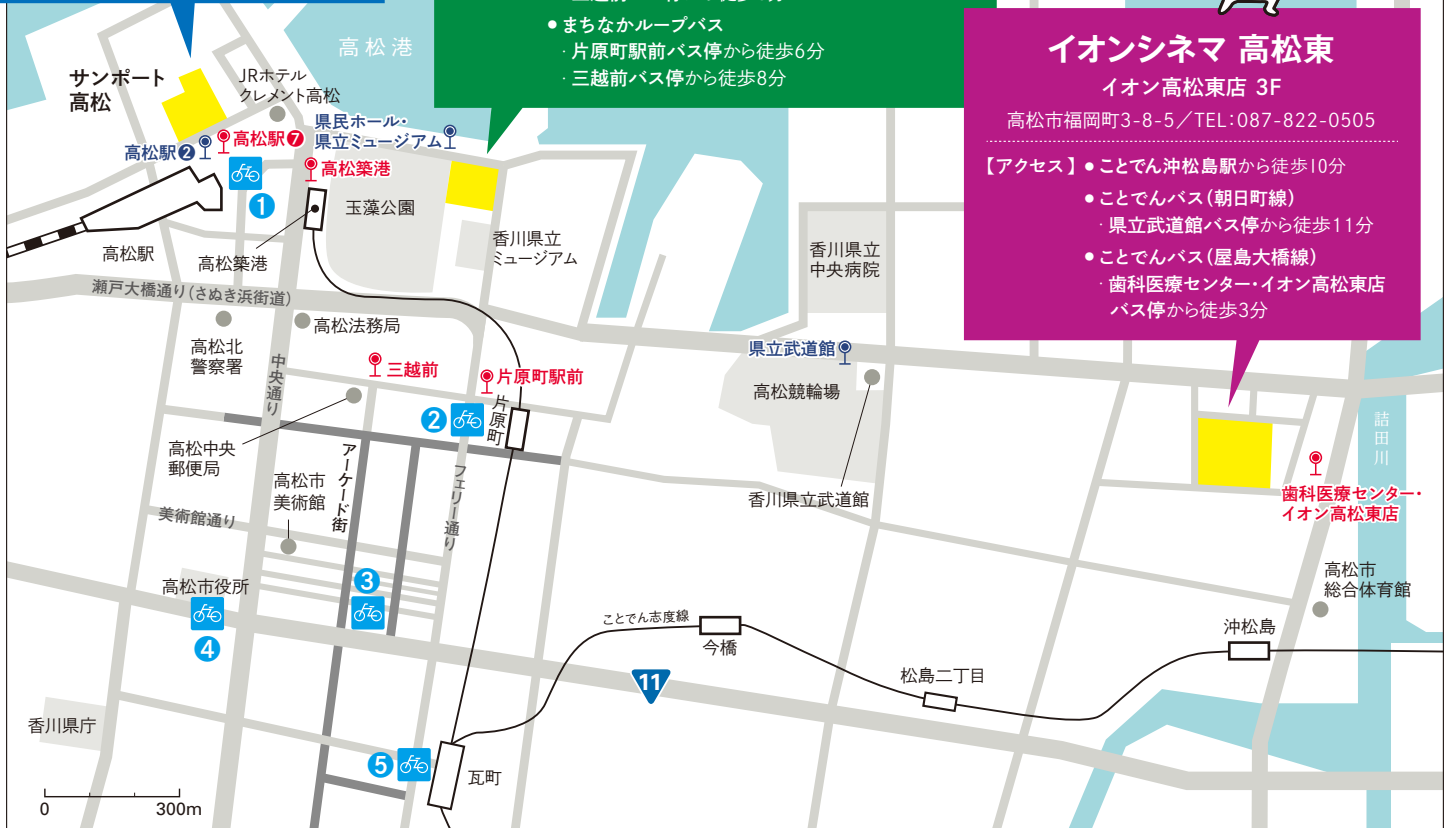 ・三越前バス停から徒歩8分
●まちなかループバス
・片原町駅前バス停から徒歩6分
・三越前バス停から徒歩8分
イオンシネマ 高松東
イオン高松東店 3F
高松市福岡町3-8-5／TEL:087-822-0505
【アクセス】●ことでん沖松島駅から徒歩10分
●ことでんバス(朝日町線)
・県立武道館バス停から徒歩11分
●ことでんバス(屋島大橋線)
・歯科医療センター・イオン高松東店
バス停から徒歩3分
高松港
サンポート
高松
JRホテル
クレメント高松
高松駅❷
高松駅❼
県民ホール・
県立ミュージアム
高松築港
1
玉藻公園
香川県立
ミュージアム
香川県立
中央病院
高松駅
高松築港
瀬戸大橋通り(さぬき浜街道)
高松法務局
高松北
警察署
中央通り
三越前
片原町駅前
県立武道館
高松競輪場
2
片原町
詰田川
高松中央
郵便局
アーケード街
フェリー通り
高松市
美術館
香川県立武道館
歯科医療センター・
イオン高松東店
美術館通り
高松市役所
3
4
高松市
総合体育館
ことでん志度線
今橋
沖松島
松島二丁目
11
香川県庁
5
瓦町
0 300m